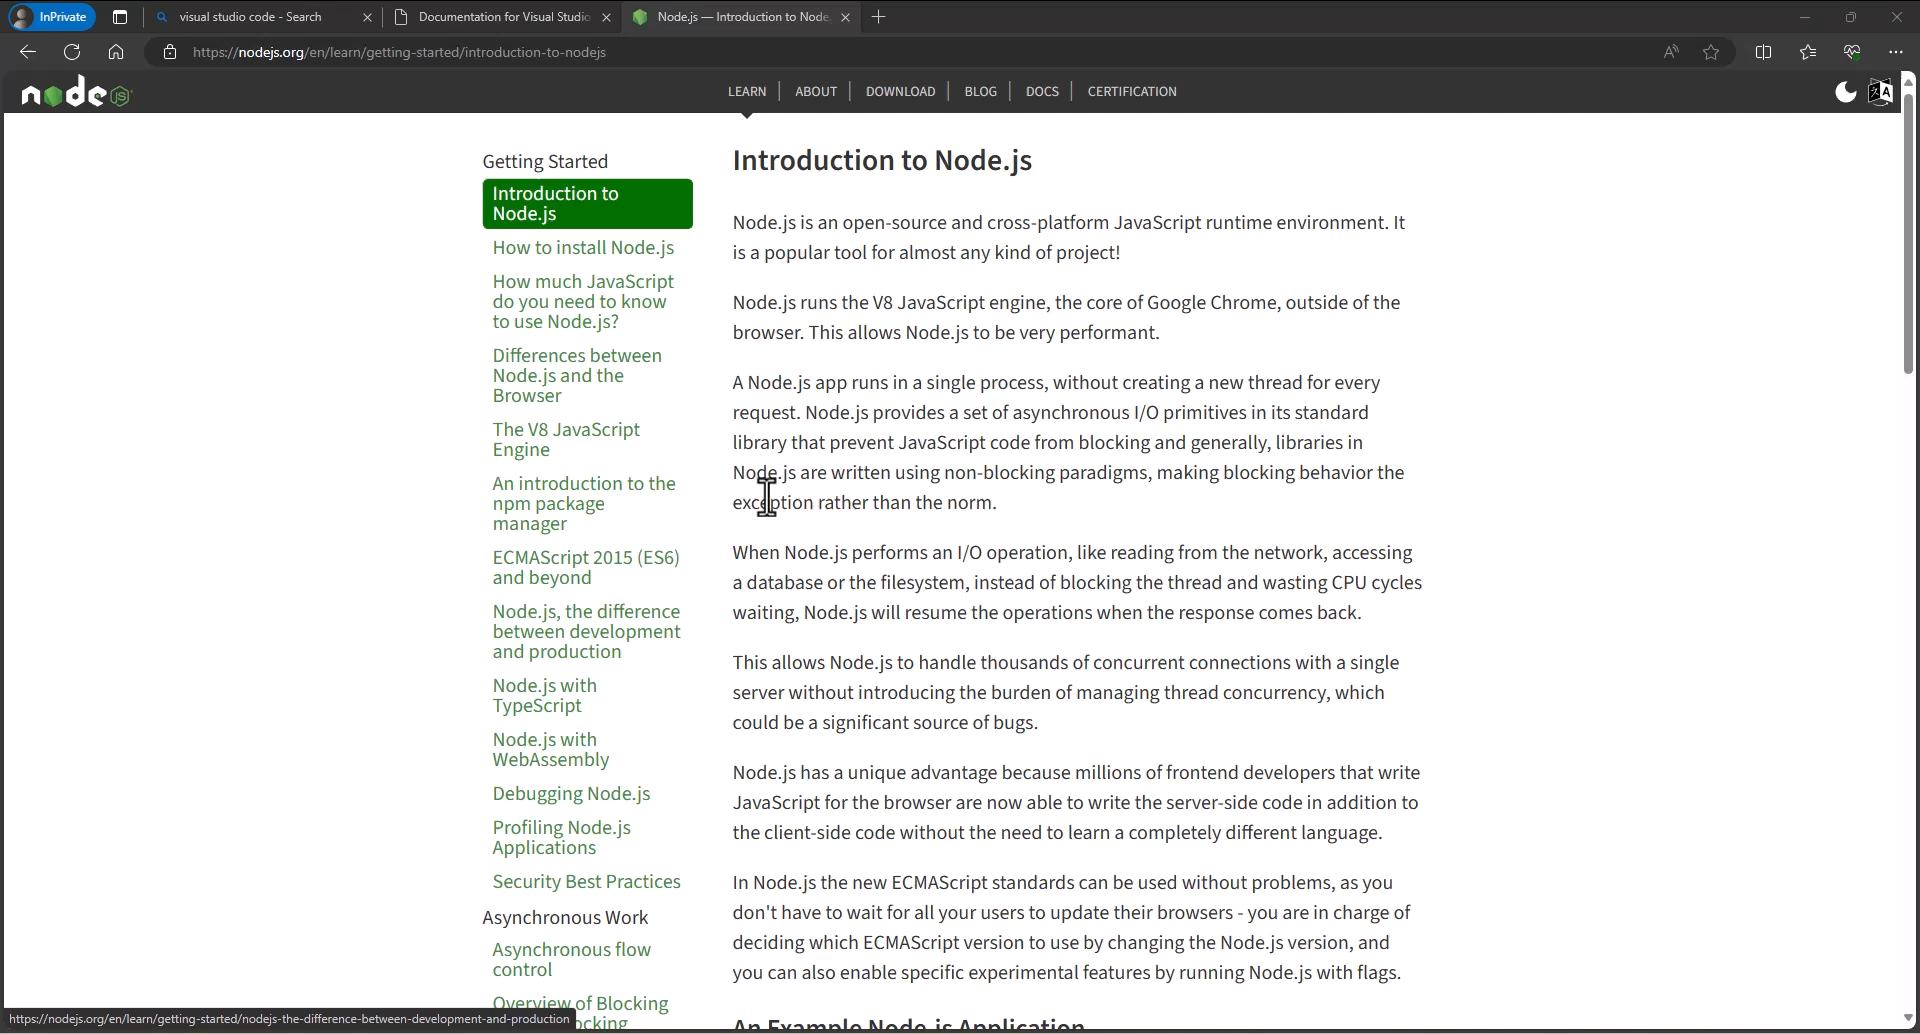 InPrivate
visual studio code - Search
Documentation for Visual Studio
Node.js — Introduction to Node.
https://nodejs.org/en/learn/getting-started/introduction-to-nodejs
node JS
LEARN
ABOUT
DOWNLOAD
BLOG
DOCS
CERTIFICATION
Getting Started
Introduction to
Node.js
How to install Node.js
How much JavaScript
do you need to know
to use Node.js?
Differences between
Node.js and the
Browser
The V8 JavaScript
Engine
An introduction to the
npm package
manager
ECMAScript 2015 (ES6)
and beyond
Node.js, the difference
between development
and production
Node.js with
TypeScript
Node.js with
WebAssembly
Debugging Node.js
Profiling Node.js
Applications
Security Best Practices
Asynchronous Work
Asynchronous flow
control
Overview of Blocking
ocking
Introduction to Node.js
Node.js is an open-source and cross-platform JavaScript runtime environment. It
is a popular tool for almost any kind of project!
Node.js runs the V8 JavaScript engine, the core of Google Chrome, outside of the
browser. This allows Node.js to be very performant.
A Node.js app runs in a single process, without creating a new thread for every
request. Node.js provides a set of asynchronous I/O primitives in its standard
library that prevent JavaScript code from blocking and generally, libraries in
Node.js are written using non-blocking paradigms, making blocking behavior the
exception rather than the norm.
When Node.js performs an I/O operation, like reading from the network, accessing
a database or the filesystem, instead of blocking the thread and wasting CPU cycles
waiting, Node.js will resume the operations when the response comes back.
This allows Node.js to handle thousands of concurrent connections with a single
server without introducing the burden of managing thread concurrency, which
could be a significant source of bugs.
Node.js has a unique advantage because millions of frontend developers that write
JavaScript for the browser are now able to write the server-side code in addition to
the client-side code without the need to learn a completely different language.
In Node.js the new ECMAScript standards can be used without problems, as you
don't have to wait for all your users to update their browsers - you are in charge of
deciding which ECMAScript version to use by changing the Node.js version, and
you can also enable specific experimental features by running Node.js with flags.
An Example Node.js Application
https://nodejs.org/en/learn/getting-started/nodejs-the-difference-between-development-and-production